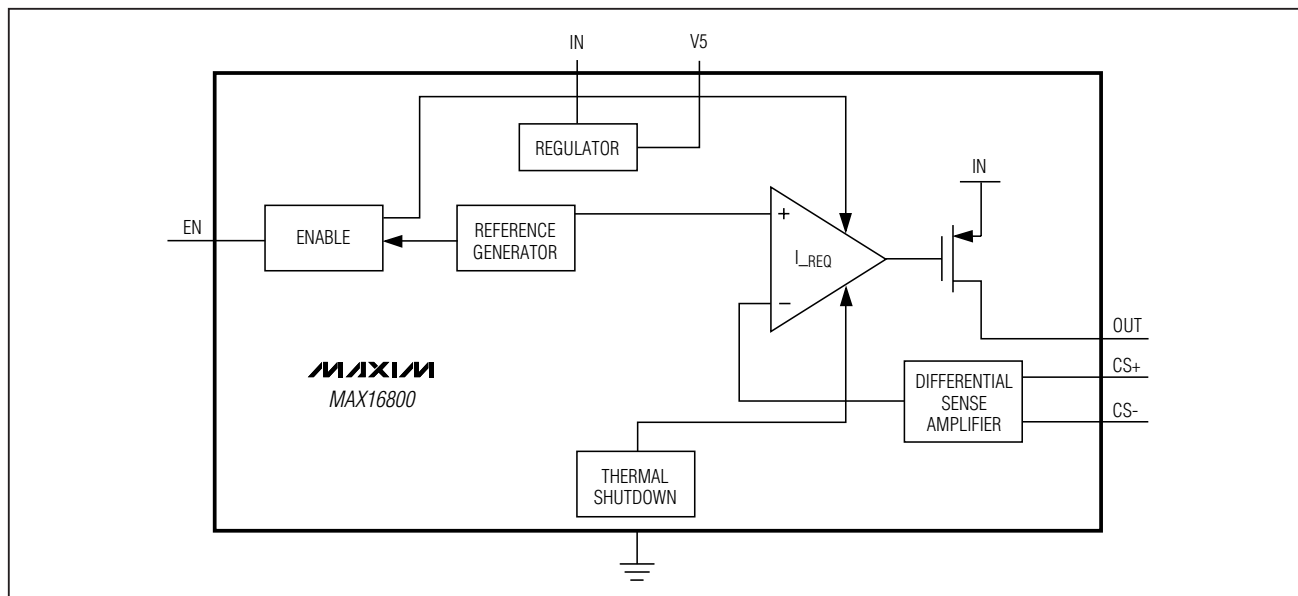 IN
V5
REGULATOR
IN
EN
ENABLE
REFERENCE
GENERATOR
+
I_REQ
−
OUT
CS+
CS-
DIFFERENTIAL
SENSE
AMPLIFIER
MAXIM
MAX16800
THERMAL
SHUTDOWN